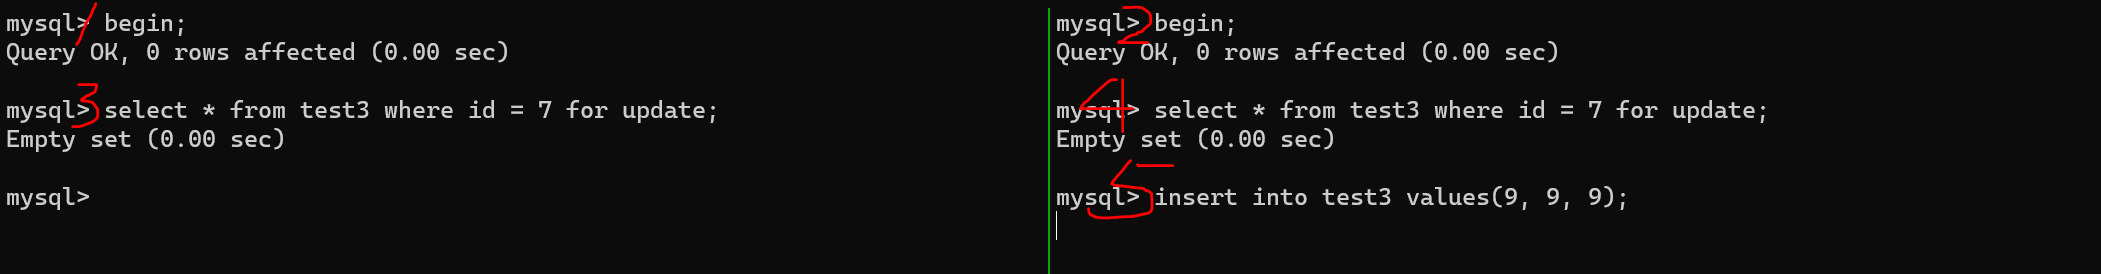 mysql> begin;
Query OK, 0 rows affected (0.00 sec)
mysql> select * from test3 where id = 7 for update;
Empty set (0.00 sec)
mysql>
1
3
mysql> begin;
Query OK, 0 rows affected (0.00 sec)
mysql> select * from test3 where id = 7 for update;
Empty set (0.00 sec)
mysql> insert into test3 values(9, 9, 9);
2
4
5